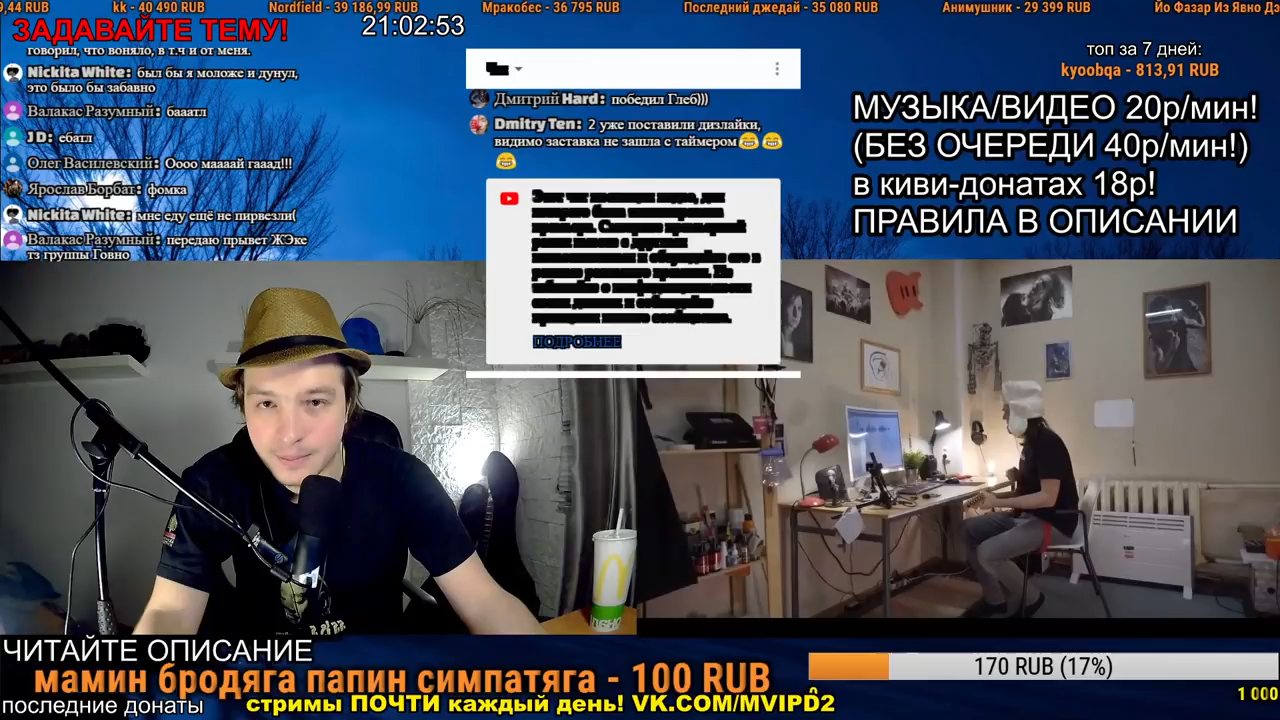 9,44 RUB kk - 40 490 RUB Nordfield - 39 186,99 RUB Мракобес - 36 795 RUB Последний джедай - 35 080 RUB Анимушник - 29 399 RUB Йо Фазар Из Явно Дэ
ЗАДАВАЙТЕ ТЕМУ!
21:02:53
говорил, что воняло, в т.ч и от меня.
Nickita White: был бы я моложе и дунул,
это было бы забавно
Валакас Разумный: бааатл
J D: ебатл
Олег Василевский: Оооо маааай гаад!!!
Ярослав Борбат: фомка
Nickita White: мне еду ещё не пирвезли(
Валакас Разумный: передаю прывет ЖЭке
тз группы Говно
Дмитрий Hard: победил Глеб)))
Dmitry Ten: 2 уже поставили дизлайки,
видимо заставка не зашла с таймером😂😂
😂
ПОДРОБНЕЕ
топ за 7 дней:
kyoobqa - 813,91 RUB
МУЗЫКА/ВИДЕО 20р/мин!
(БЕЗ ОЧЕРЕДИ 40р/мин!)
в киви-донатах 18р!
ПРАВИЛА В ОПИСАНИИ
ЧИТАЙТЕ ОПИСАНИЕ
мамин бродяга папин симпатяга - 100 RUB
последние донаты
стримы ПОЧТИ каждый день! VK.COM/MVIPD2
170 RUB (17%)
0
1 000